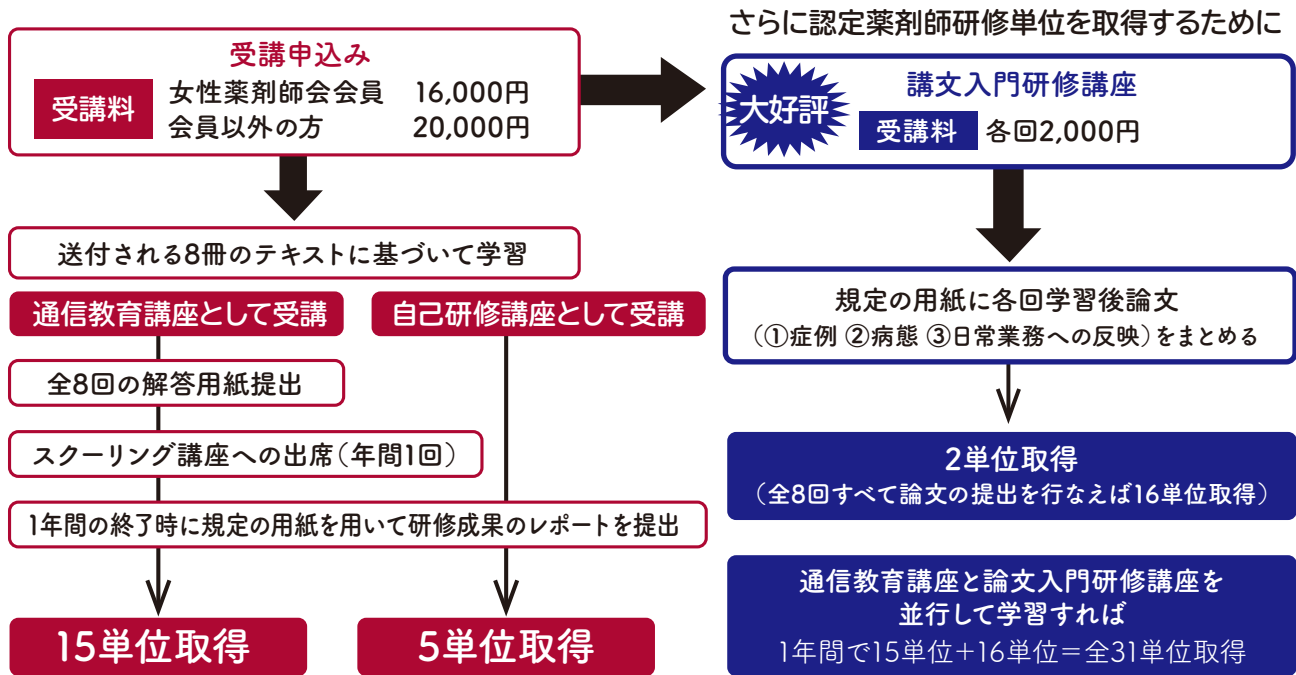 受講申込み
受講料
女性薬剤師会会員 16,000円
会員以外の方 20,000円
送付される8冊のテキストに基づいて学習
通信教育講座として受講
自己研修講座として受講
全8回の解答用紙提出
スクーリング講座への出席(年間1回)
1年間の終了時に規定の用紙を用いて研修成果のレポートを提出
15単位取得
5単位取得
さらに認定薬剤師研修単位を取得するために
大好評
講文入門研修講座
受講料 各回2,000円
規定の用紙に各回学習後論文
(①症例 ②病態 ③日常業務への反映)をまとめる
2単位取得
(全8回すべて論文の提出を行なえば16単位取得)
通信教育講座と論文入門研修講座を
並行して学習すれば
1年間で15単位+16単位=全31単位取得